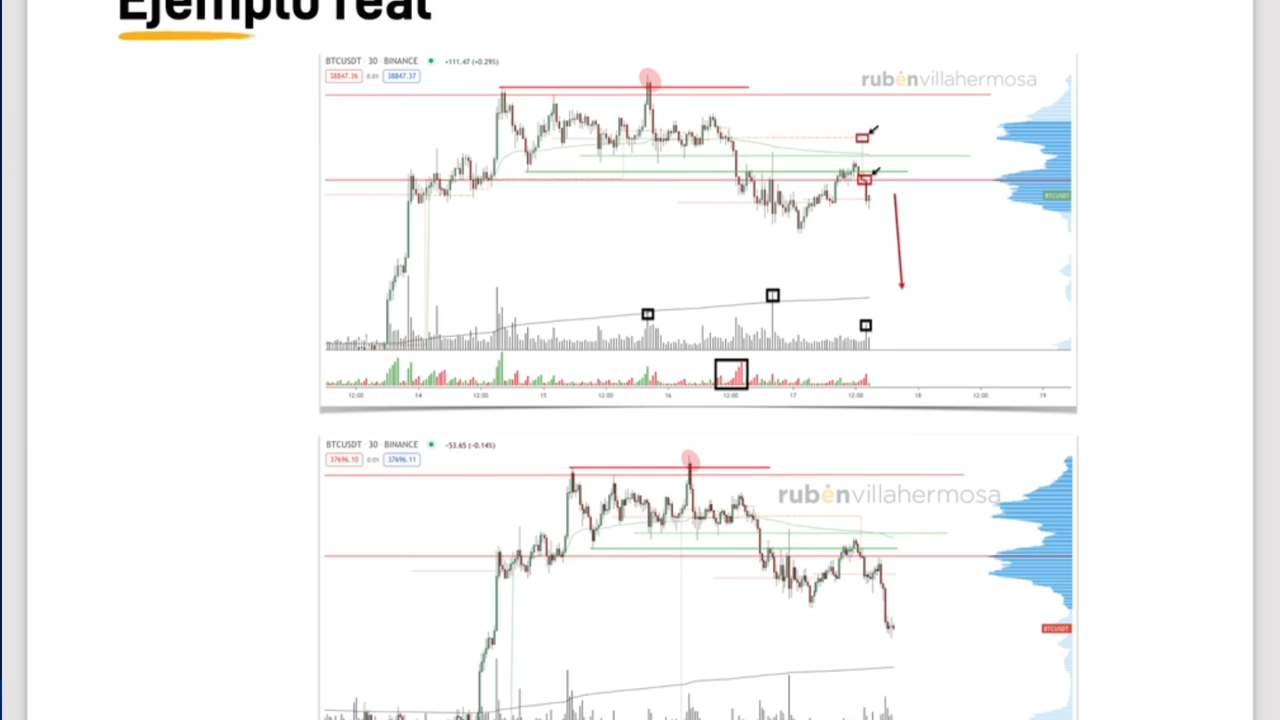 Ejemplo real
BTCUSDT · 30 · BINANCE +111.47 (+0.29%)
38847.36 0.01 38847.37
rubénvillahermosa
BTCUSDT
12:00 14 12:00 15 12:00 16 12:00 17 12:00 18 12:00 19
BTCUSDT · 30 · BINANCE -53.65 (-0.14%)
37696.10 0.01 37696.11
rubénvillahermosa
BTCUSDT